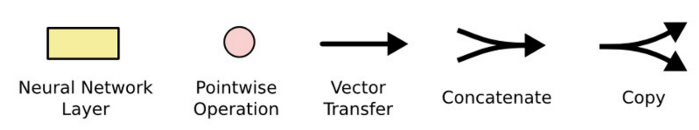 Neural Network
Layer
Pointwise
Operation
Vector
Transfer
Concatenate
Copy